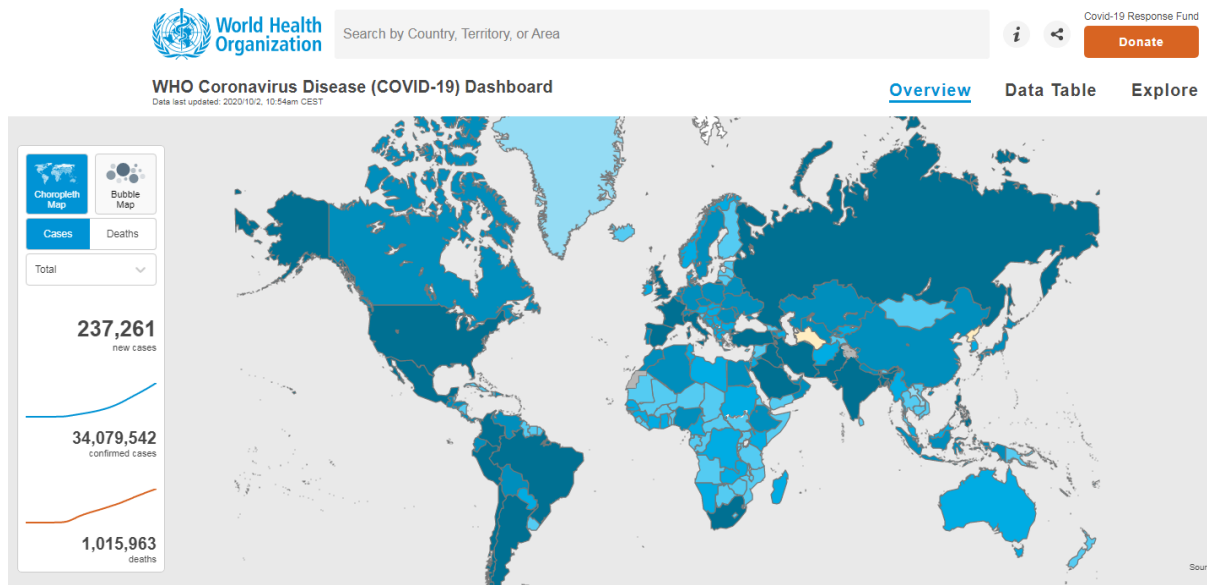 World Health
Organization
Search by Country, Territory, or Area
i
Covid-19 Response Fund
Donate
WHO Coronavirus Disease (COVID-19) Dashboard
Data last updated: 2020/10/2, 10:54am CEST
Overview
Data Table
Explore
Choropleth
Map
Bubble
Map
Cases
Deaths
Total
237,261
new cases
34,079,542
confirmed cases
1,015,963
deaths